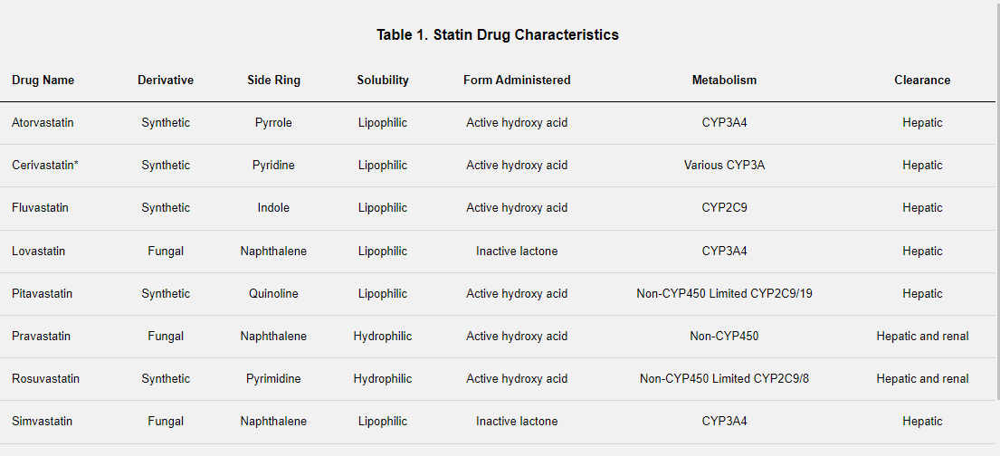 Table 1. Statin Drug Characteristics
Drug Name Derivative Side Ring Solubility Form Administered Metabolism Clearance
Atorvastatin Synthetic Pyrrole Lipophilic Active hydroxy acid CYP3A4 Hepatic
Cerivastatin* Synthetic Pyridine Lipophilic Active hydroxy acid Various CYP3A Hepatic
Fluvastatin Synthetic Indole Lipophilic Active hydroxy acid CYP2C9 Hepatic
Lovastatin Fungal Naphthalene Lipophilic Inactive lactone CYP3A4 Hepatic
Pitavastatin Synthetic Quinoline Lipophilic Active hydroxy acid Non-CYP450 Limited CYP2C9/19 Hepatic
Pravastatin Fungal Naphthalene Hydrophilic Active hydroxy acid Non-CYP450 Hepatic and renal
Rosuvastatin Synthetic Pyrimidine Hydrophilic Active hydroxy acid Non-CYP450 Limited CYP2C9/8 Hepatic and renal
Simvastatin Fungal Naphthalene Lipophilic Inactive lactone CYP3A4 Hepatic